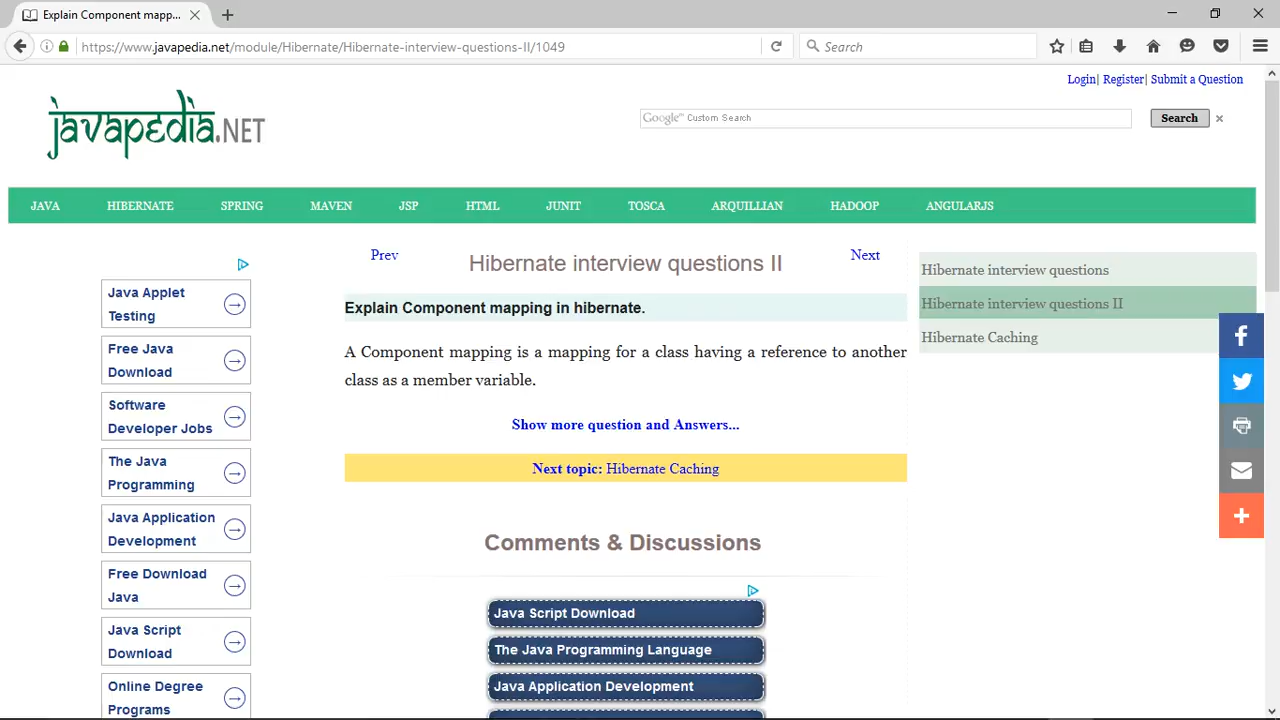 Explain Component mapp...
https://www.javapedia.net/module/Hibernate/Hibernate-interview-questions-II/1049
Search
Login| Register| Submit a Question
javapedia.NET
Google™ Custom Search
Search
JAVA HIBERNATE SPRING MAVEN JSP HTML JUNIT TOSCA ARQUILLIAN HADOOP ANGULARJS
Java Applet
Testing
Free Java
Download
Software
Developer Jobs
The Java
Programming
Java Application
Development
Free Download
Java
Java Script
Download
Online Degree
Programs
Prev
Hibernate interview questions II
Next
Explain Component mapping in hibernate.
A Component mapping is a mapping for a class having a reference to another
class as a member variable.
Show more question and Answers...
Next topic: Hibernate Caching
Comments & Discussions
Java Script Download
The Java Programming Language
Java Application Development
Hibernate interview questions
Hibernate interview questions II
Hibernate Caching